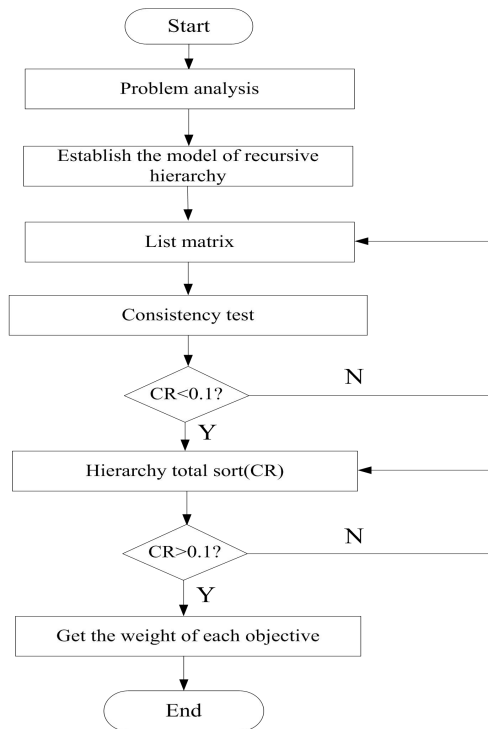 Start
Problem analysis
Establish the model of recursive
hierarchy
List matrix
Consistency test
CR<0.1?
N
Y
Hierarchy total sort(CR)
CR>0.1?
N
Y
Get the weight of each objective
End